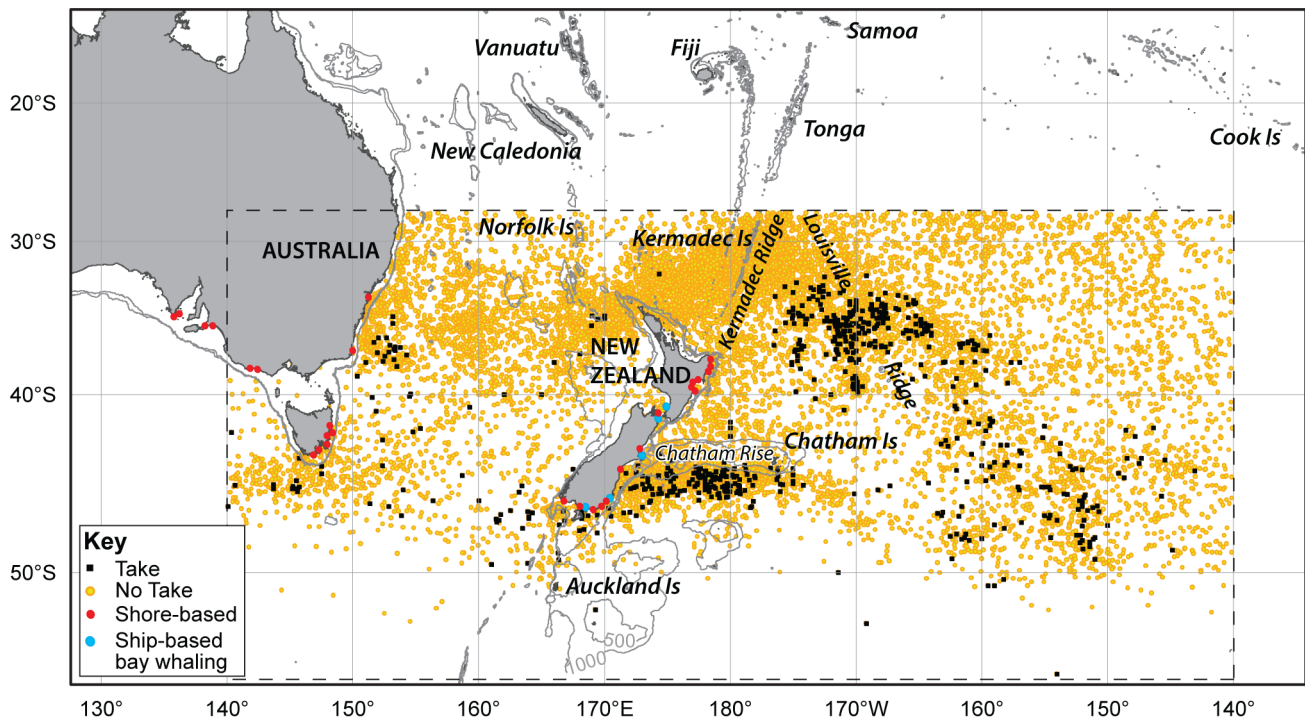 Vanuatu
Fiji
Samoa
20°S
Tonga
New Caledonia
Cook Is
Norfolk Is
Louisville
30°S
AUSTRALIA
Kermadec Is
Kermadec Ridge
NEW
ZEALAND
Ridge
40°S
Chatham Is
Chatham Rise
Key
Take
No Take
Shore-based
Ship-based
bay whaling
50°S
Auckland Is
500
1000
130°
140°
150°
160°
170°E
180°
170°W
160°
150°
140°